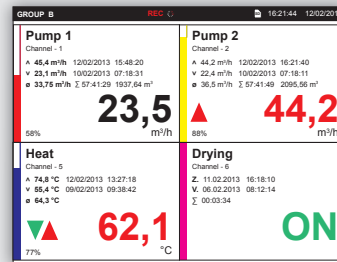 GROUP B REC 16:21:44 12/02/201
Pump 1
Channel - 1
ʌ 45,4 m³/h 12/02/2013 15:48:20
v 23,1 m³/h 10/02/2013 07:18:31
ø 33,75 m³/h Σ 57:41:29 1937,64 m³
23,5
58% m³/h
Pump 2
Channel - 2
ʌ 44,2 m³/h 12/02/2013 16:21:40
v 22,4 m³/h 10/02/2013 07:18:11
ø 36,5 m³/h Σ 57:41:49 2095,56 m³
44,2
88% m³/h
Heat
Channel - 5
ʌ 74,8 °C 12/02/2013 13:27:18
v 55,4 °C 09/02/2013 09:38:42
ø 64,3 °C
62,1
77% °C
Drying
Channel - 6
Z. 11.02.2013 16:18:10
V. 06.02.2013 08:12:14
Σ 00:03:34
ON